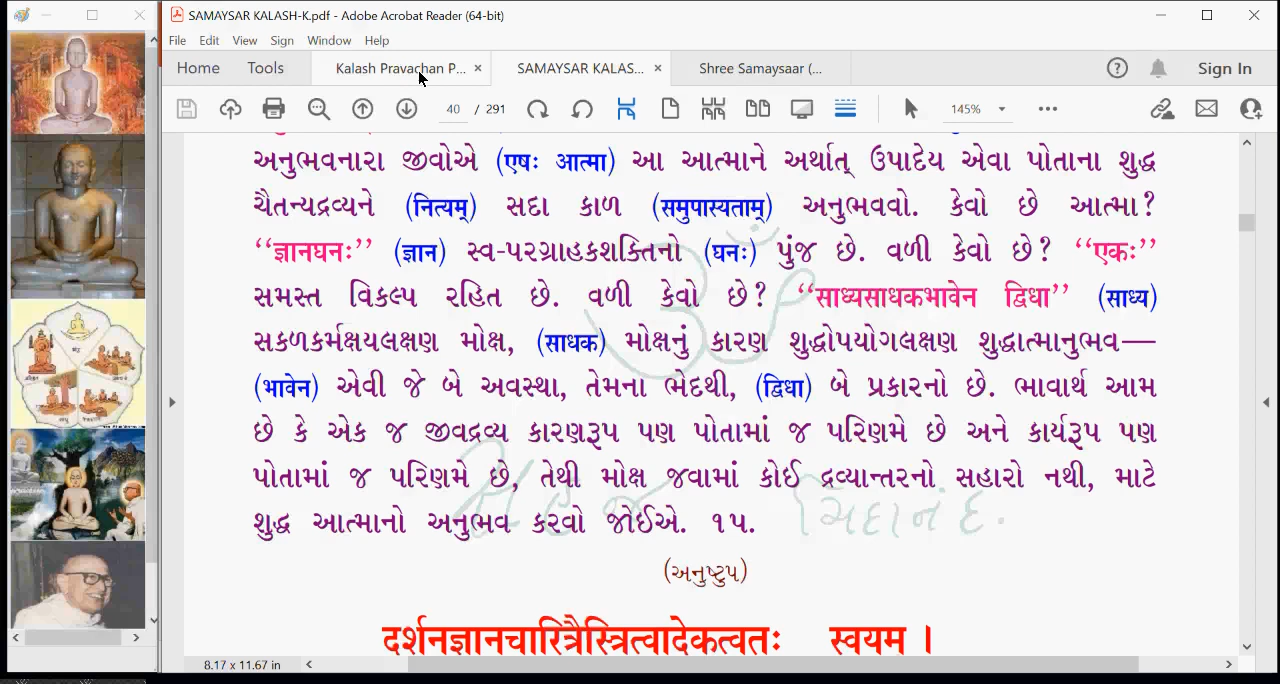 SAMAYSAR KALASH-K.pdf - Adobe Acrobat Reader (64-bit)
File Edit View Sign Window Help
Home Tools Kalash Pravachan P... × SAMAYSAR KALAS... × Shree Samaysaar (... Sign In
40 / 291 145%
અનુભવનારા જીવોએ (एषः आत्मा) આ આત્માને અર્થાત્ ઉપાદેય એવા પોતાના શુદ્ધ
ચૈતન્યદ્રવ્યને (नित्यम्) સદા કાળ (समुपास्यताम्) અનુભવવો. કેવો છે આત્મા?
“ज्ञानघनः” (ज्ञान) સ્વ-પરગ્રાહકશક્તિનો (घनः) પુંજ છે. વળી કેવો છે? “एकः”
સમસ્ત વિકલ્પ રહિત છે. વળી કેવો છે? “साध्यसाधकभावेन द्विधा” (साध्य)
સકળકર્મક્ષયલક્ષણ મોક્ષ, (साधक) મોક્ષનું કારણ શુદ્ધોપયોગલક્ષણ શુદ્ધાત્માનુભવ—
(भावेन) એવી જે બે અવસ્થા, તેમના ભેદથી, (द्विधा) બે પ્રકારનો છે. ભાવાર્થ આમ
છે કે એક જ જીવદ્રવ્ય કારણરૂપ પણ પોતામાં જ પરિણમે છે અને કાર્યરૂપ પણ
પોતામાં જ પરિણમે છે, તેથી મોક્ષ જવામાં કોઈ દ્રવ્યાન્તરનો સહારો નથી, માટે
શુદ્ધ આત્માનો અનુભવ કરવો જોઈએ. ૧૫.
સહજ ચિદાનંદ.
(અનુષ્ટુપ)
दर्शनज्ञानचारित्रैस्त्रित्वादेकत्वतः स्वयम ।
8.17 x 11.67 in